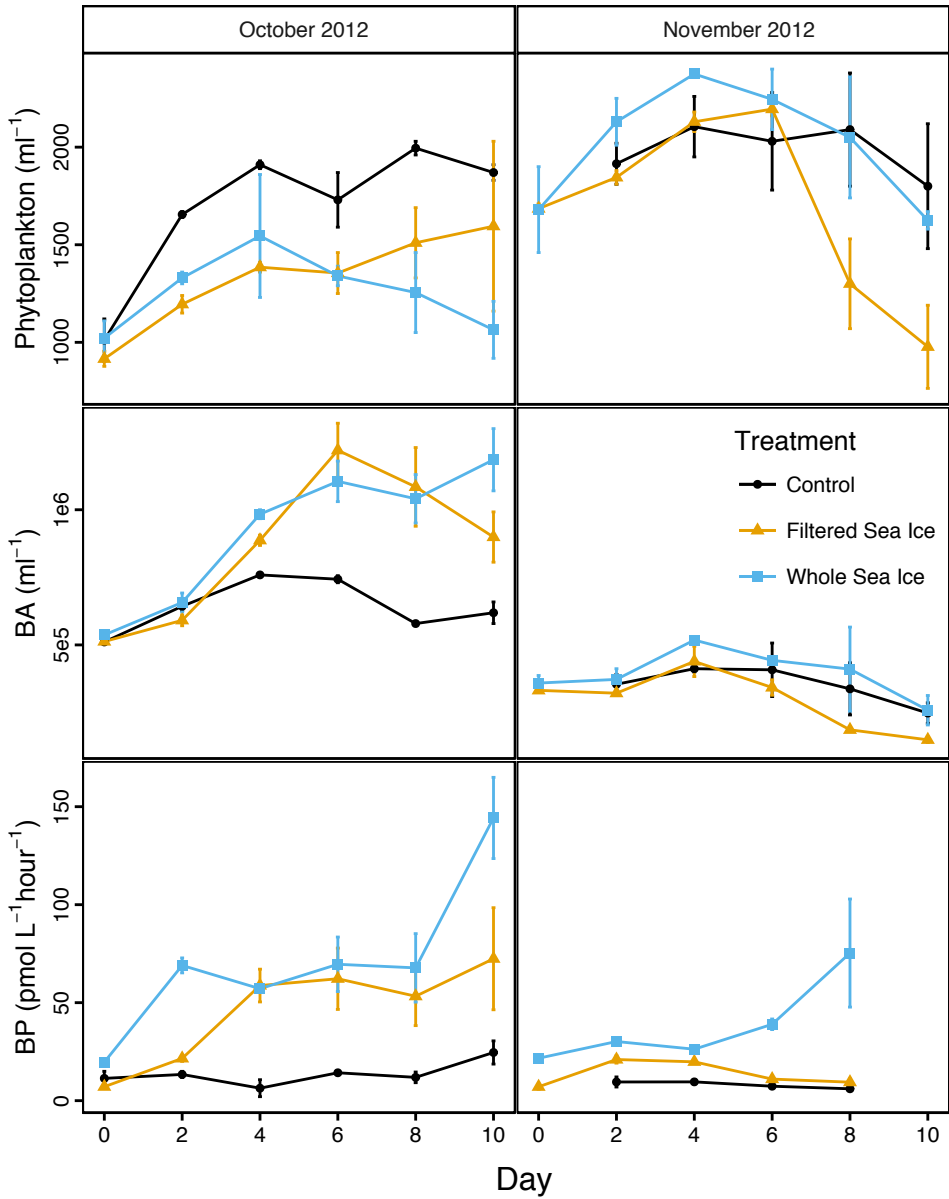 October 2012 November 2012
Phytoplankton (ml⁻¹)
2000
1500
1000
BA (ml⁻¹)
1e6
5e5
Treatment
Control
Filtered Sea Ice
Whole Sea Ice
BP (pmol L⁻¹hour⁻¹)
150
100
50
0
0 2 4 6 8 10 0 2 4 6 8 10
Day